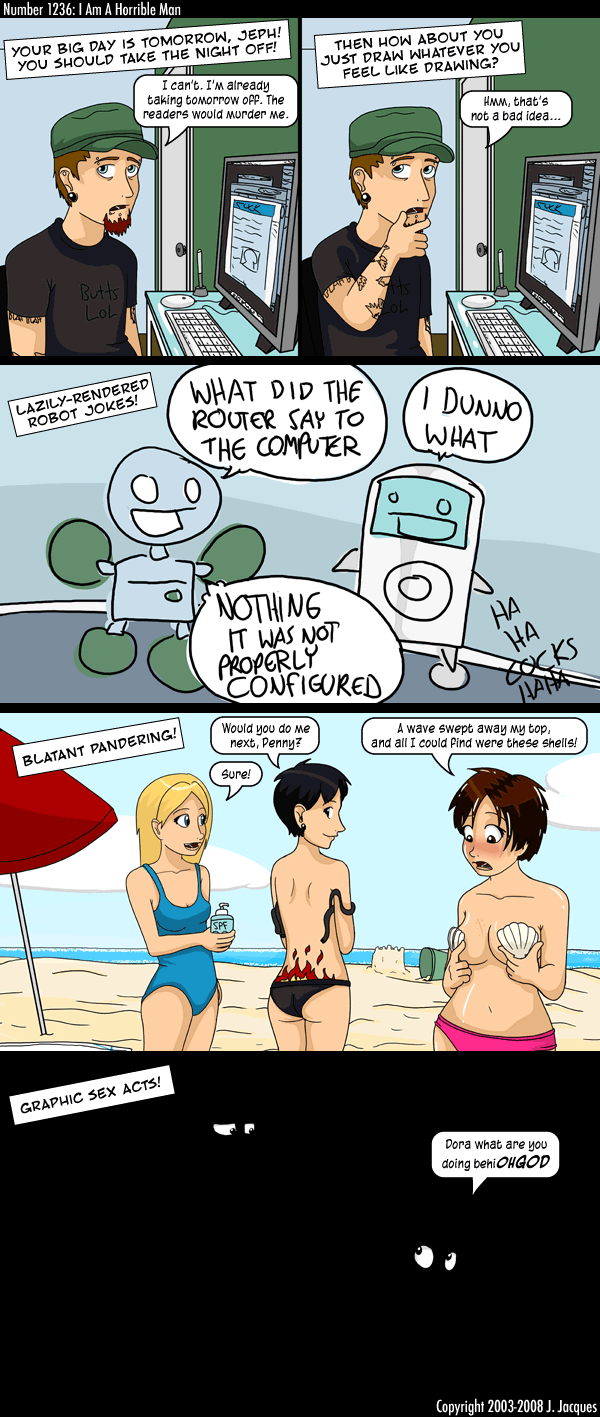 Number 1236: I Am A Horrible Man
YOUR BIG DAY IS TOMORROW, JEPH!
YOU SHOULD TAKE THE NIGHT OFF!
I can't. I'm already
taking tomorrow off. The
readers would murder me.
Butts
LoL
THEN HOW ABOUT YOU
JUST DRAW WHATEVER YOU
FEEL LIKE DRAWING?
Hmm, that's
not a bad idea...
LAZILY-RENDERED
ROBOT JOKES!
WHAT DID THE
ROUTER SAY TO
THE COMPUTER
I DUNNO
WHAT
NOTHING
IT WAS NOT
PROPERLY
CONFIGURED
HA
HA
COCKS
HAHA
BLATANT PANDERING!
Would you do me
next, Penny?
Sure!
A wave swept away my top,
and all I could find were these shells!
SPF
GRAPHIC SEX ACTS!
Dora what are you
doing behiOHGOD
Copyright 2003-2008 J. Jacques